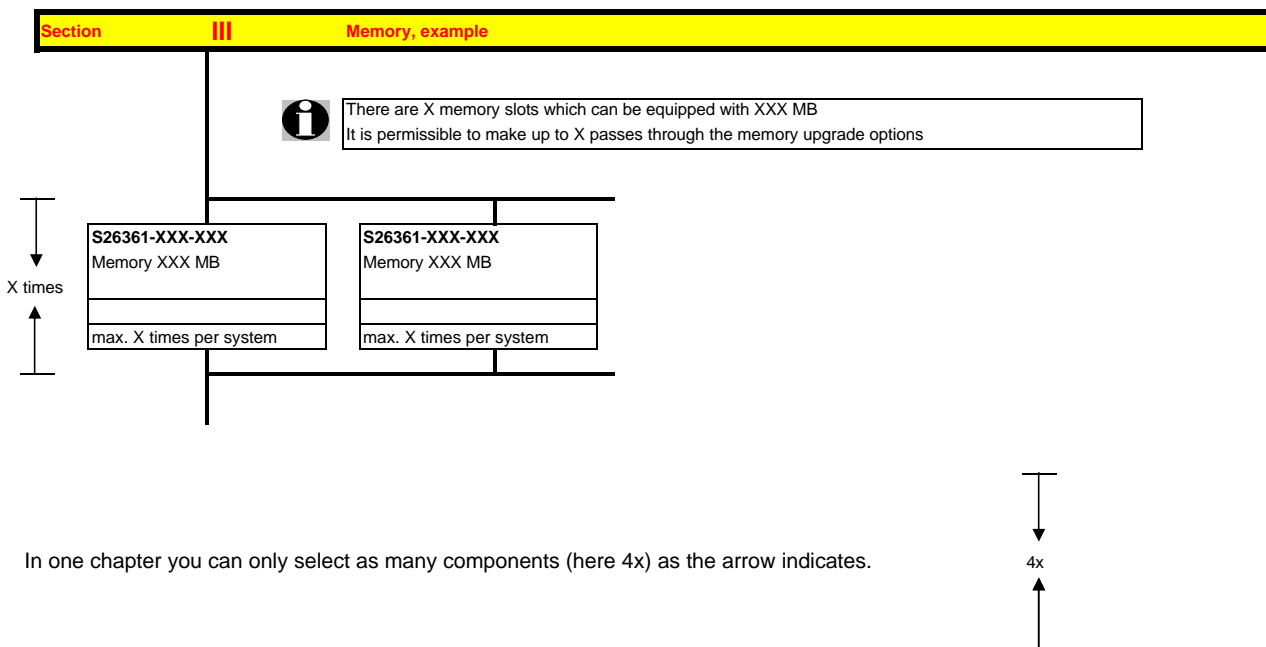 Section III Memory, example
There are X memory slots which can be equipped with XXX MB
It is permissible to make up to X passes through the memory upgrade options
X times
S26361-XXX-XXX
Memory XXX MB
max. X times per system
S26361-XXX-XXX
Memory XXX MB
max. X times per system
In one chapter you can only select as many components (here 4x) as the arrow indicates.
4x